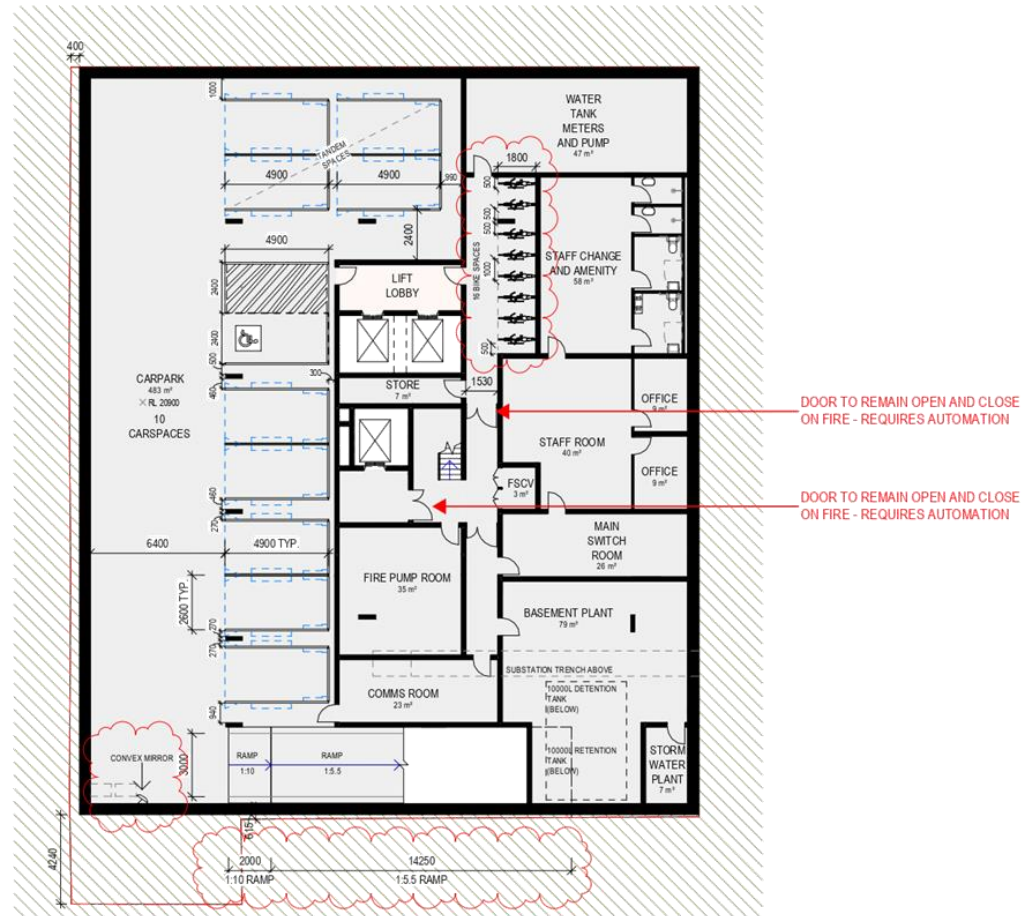 400
1000
WATER
TANK
METERS
AND PUMP
47 m²
TANDEM
SPACES
4900
4900
990
1800
500
500
500
2400
4900
16 BIKE SPACES
1000
500
STAFF CHANGE
AND AMENITY
58 m²
LIFT
LOBBY
2400
2400
500
300
CARPARK
483 m²
RL 20900
10
CARSPACES
460
STORE
7 m²
1530
OFFICE
9 m²
DOOR TO REMAIN OPEN AND CLOSE
ON FIRE - REQUIRES AUTOMATION
STAFF ROOM
40 m²
OFFICE
9 m²
FSCV
3 m²
DOOR TO REMAIN OPEN AND CLOSE
ON FIRE - REQUIRES AUTOMATION
460
270
6400
4900 TYP.
MAIN
SWITCH
ROOM
26 m²
FIRE PUMP ROOM
35 m²
2600 TYP.
270
270
BASEMENT PLANT
79 m²
SUBSTATION TRENCH ABOVE
COMMS ROOM
23 m²
10000L DETENTION
TANK
(BELOW)
940
CONVEX MIRROR
3000
RAMP
1:10
RAMP
1:5.5
10000L RETENTION
TANK
(BELOW)
STORM
WATER
PLANT
7 m²
615
4240
2000
14250
1:10 RAMP
1:5.5 RAMP